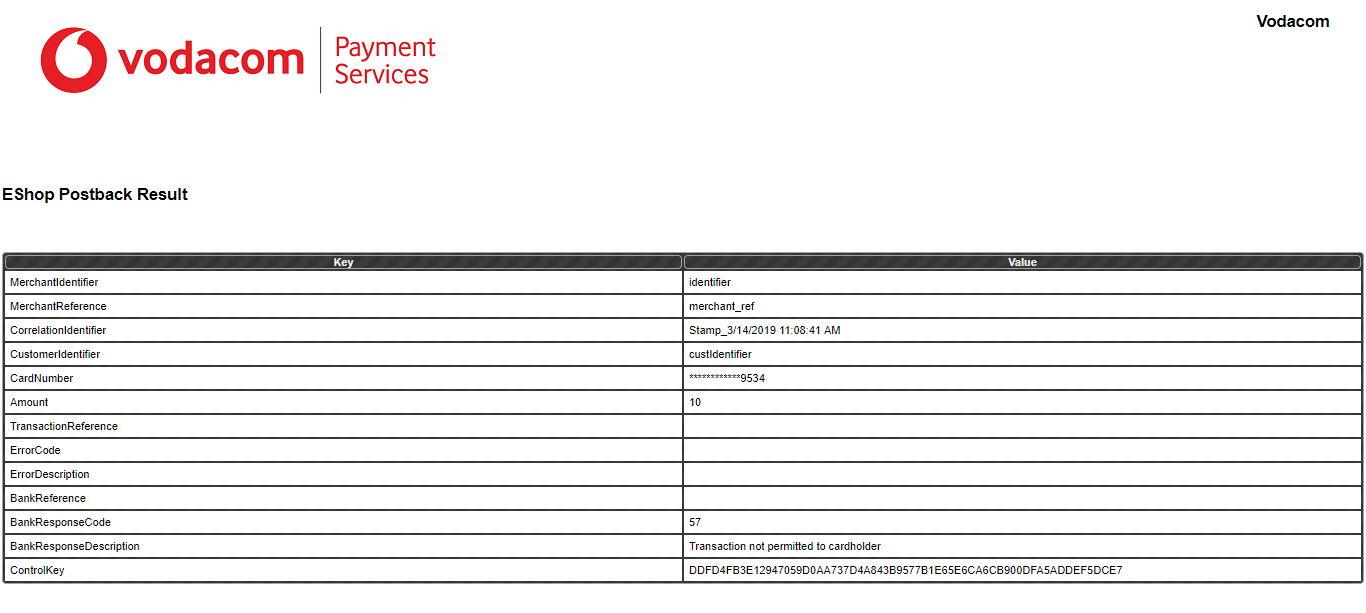 Vodacom
vodacom
Payment
Services
EShop Postback Result
Key Value
MerchantIdentifier identifier
MerchantReference merchant_ref
CorrelationIdentifier Stamp_3/14/2019 11:08:41 AM
CustomerIdentifier custIdentifier
CardNumber ************9534
Amount 10
TransactionReference
ErrorCode
ErrorDescription
BankReference
BankResponseCode 57
BankResponseDescription Transaction not permitted to cardholder
ControlKey DDFD4FB3E12947059D0AA737D4A843B9577B1E65E6CA6CB900DFA5ADDEF5DCE7